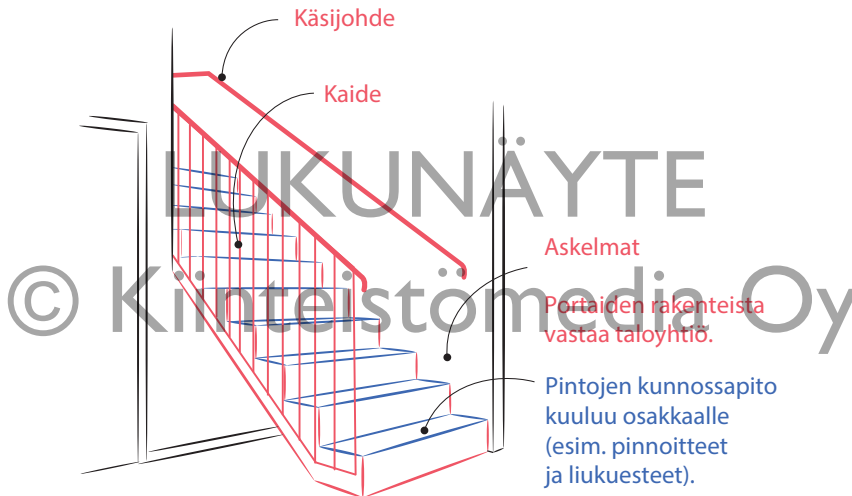 Käsijohde
Kaide
LUKUNÄYTE
Askelmat
© Kiinteistömedia Oy
Portaiden rakenteista
vastaa taloyhtiö.
Pintojen kunnossapito
kuuluu osakkaalle
(esim. pinnoitteet
ja liukuesteet).